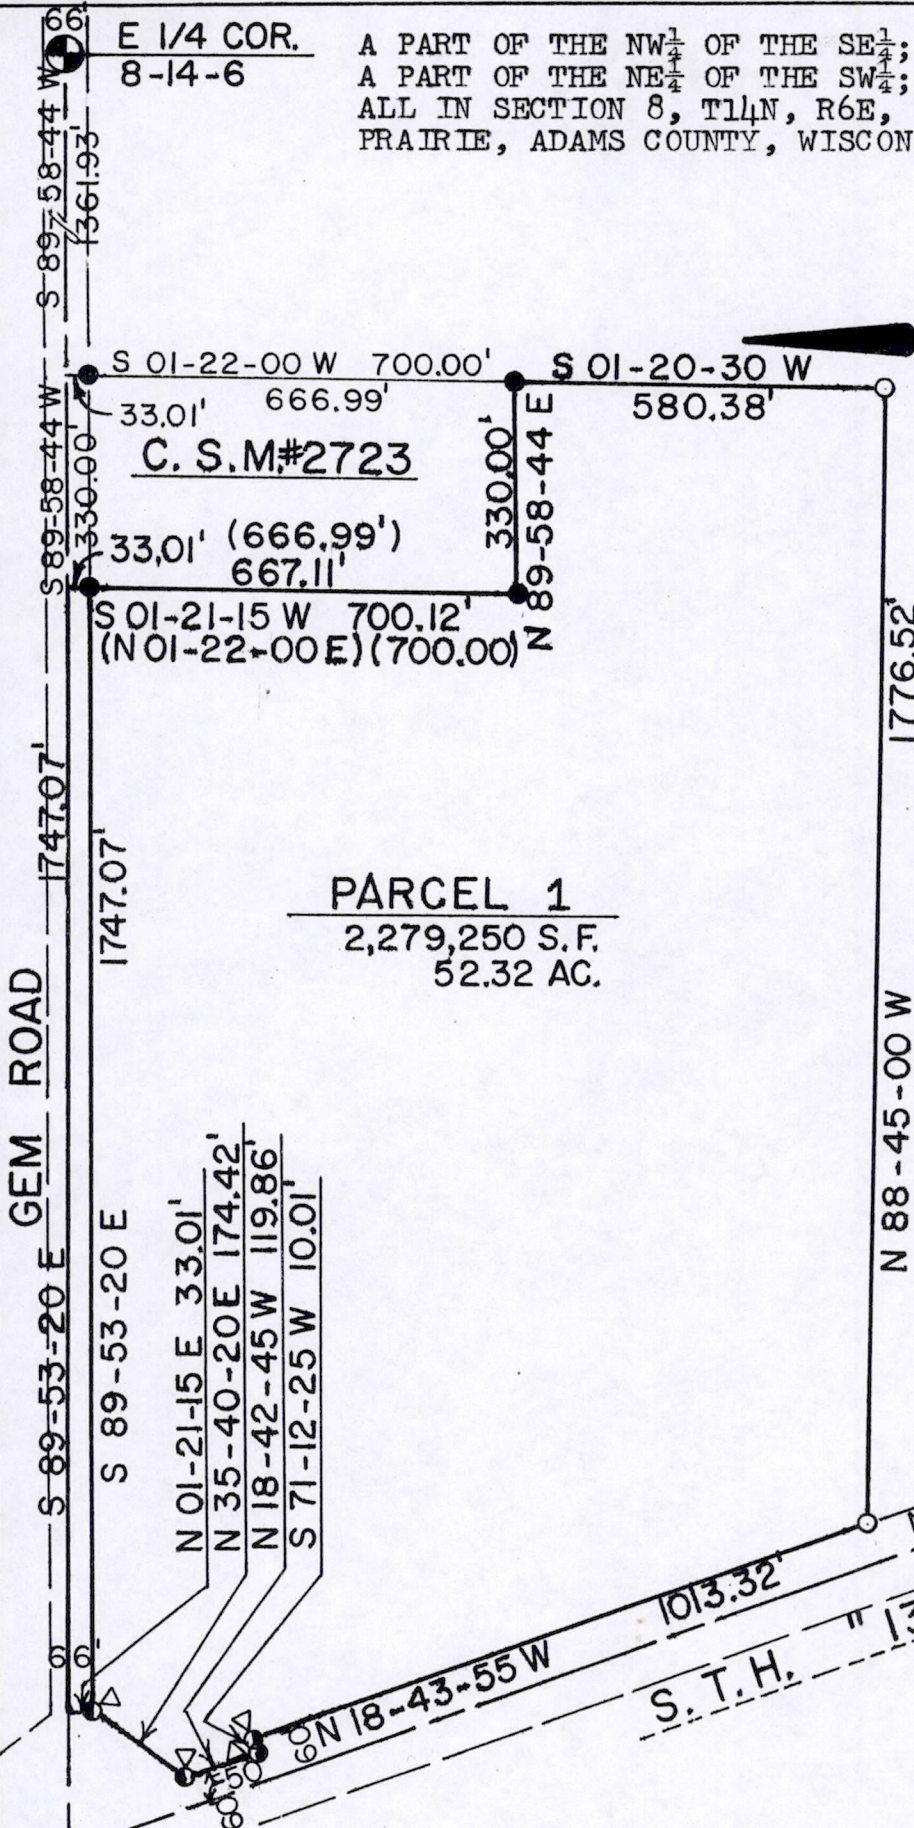 66'
E 1/4 COR.
8-14-6
A PART OF THE NW¼ OF THE SE¼;
A PART OF THE NE¼ OF THE SW¼;
ALL IN SECTION 8, T14N, R6E,
PRAIRIE, ADAMS COUNTY, WISCON
S 89-58-44 W
1361.93'
S 01-22-00 W 700.00'
666.99'
33.01'
S 01-20-30 W
580.38'
C. S. M. #2723
S 89-58-44 W
330.00'
330.00'
N 89-58-44 E
33.01' (666.99')
667.11'
S 01-21-15 W 700.12'
(N 01-22-00 E) (700.00)
1776.52'
N 88-45-00 W
1747.07'
1747.07'
PARCEL 1
2,279,250 S.F.
52.32 AC.
GEM ROAD
S 89-53-20 E
S 89-53-20 E
N 01-21-15 E 33.01'
N 35-40-20 E 174.42'
N 18-42-45 W 119.86'
S 71-12-25 W 10.01'
66'
N 18-43-55 W 1013.32'
S. T. H. " 13
60
50
60